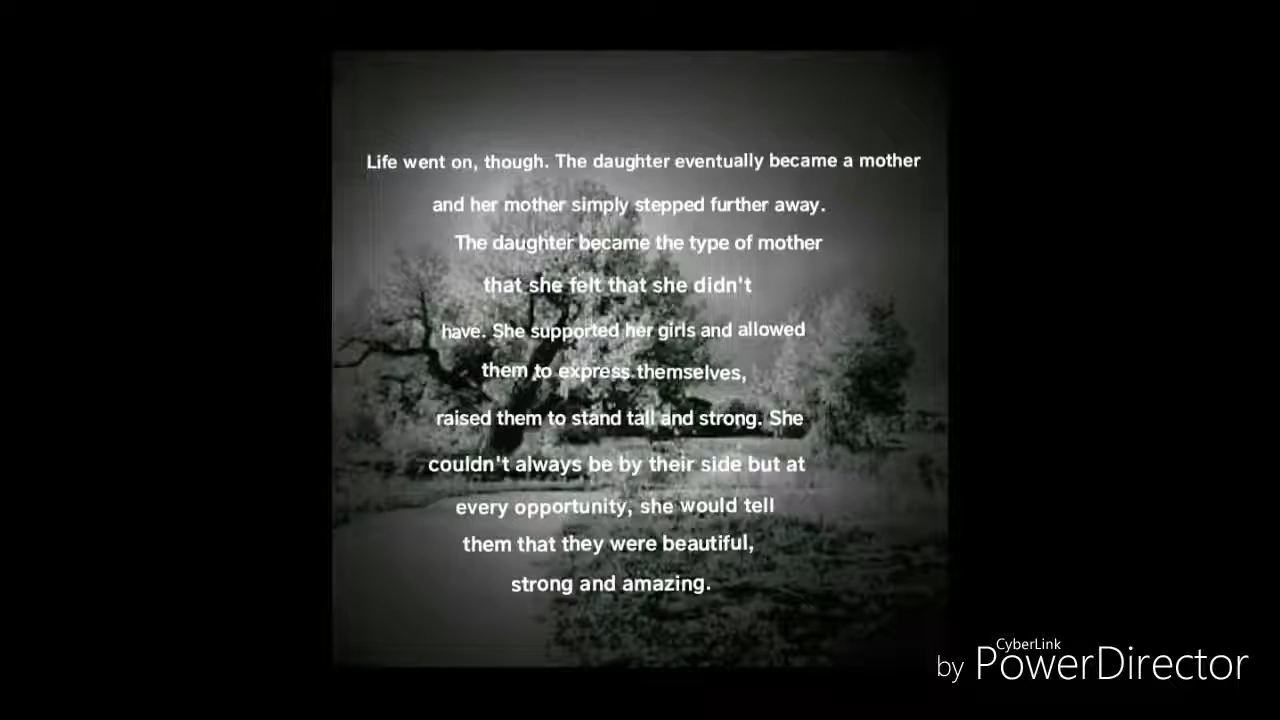 Life went on, though. The daughter eventually became a mother
and her mother simply stepped further away.
The daughter became the type of mother
that she felt that she didn't
have. She supported her girls and allowed
them to express themselves,
raised them to stand tall and strong. She
couldn't always be by their side but at
every opportunity, she would tell
them that they were beautiful,
strong and amazing.
CyberLink
by PowerDirector